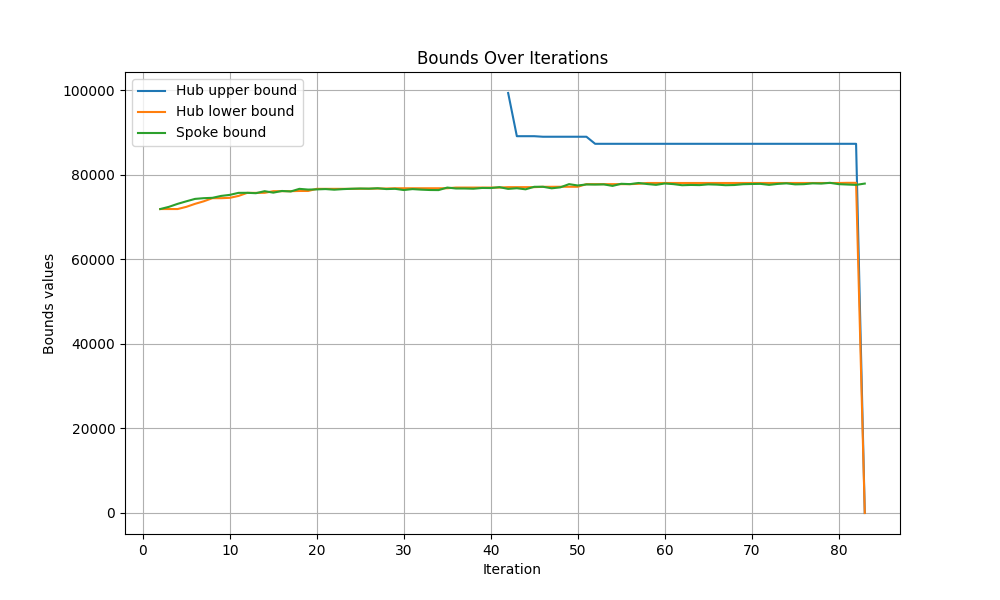 Bounds Over Iterations
Hub upper bound
Hub lower bound
Spoke bound
100000
80000
60000
40000
20000
0
Bounds values
0 10 20 30 40 50 60 70 80
Iteration